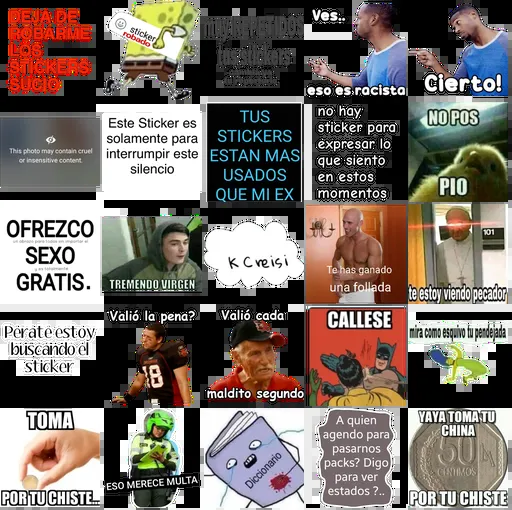 DEJA DE
ROBARME
LOS
STICKERS
SUCIO
sticker
robado
Ves..
eso es racista
Cierto!
This photo may contain cruel
or insensitive content.
Este Sticker es
solamente para
interrumpir este
silencio
TUS
STICKERS
ESTAN MAS
USADOS
QUE MI EX
no hay
sticker para
expresar lo
que siento
en estos
momentos
NO POS
PIO
OFREZCO
SEXO
GRATIS.
TREMENDO VIRGEN
K Creisi
Te has ganado
una follada
101
te estoy viendo pecador
Pérate estoy
buscando el
sticker
Valió la pena?
18
Valió cada
maldito segundo
CALLESE
mira como esquivo tu pendejada
TOMA
POR TU CHISTE..
ESO MERECE MULTA
Diccionario
A quien
agendo para
pasarnos
packs? Digo
para ver
estados ?..
YAYA TOMA TU
CHINA
50
CENTIMOS
POR TU CHISTE